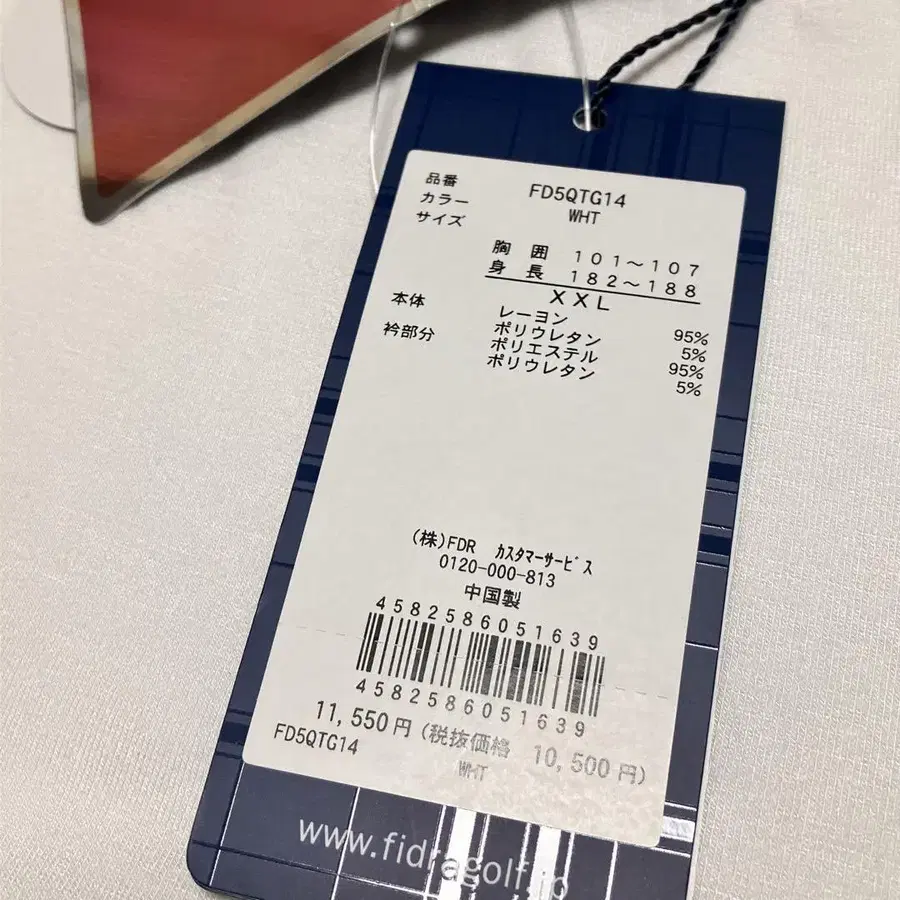 品番 FD5QTG14
カラー WHT
サイズ
胸囲 101〜107
身長 182〜188
XXL
本体 レーヨン 95%
ポリウレタン 5%
衿部分 ポリエステル 95%
ポリウレタン 5%
(株)FDR ｶｽﾀﾏｰｻｰﾋﾞｽ
0120-000-813
中国製
4582586051639
4582586051639
11,550円(税抜価格 10,500円)
FD5QTG14 WHT
www.fidragolf.jp